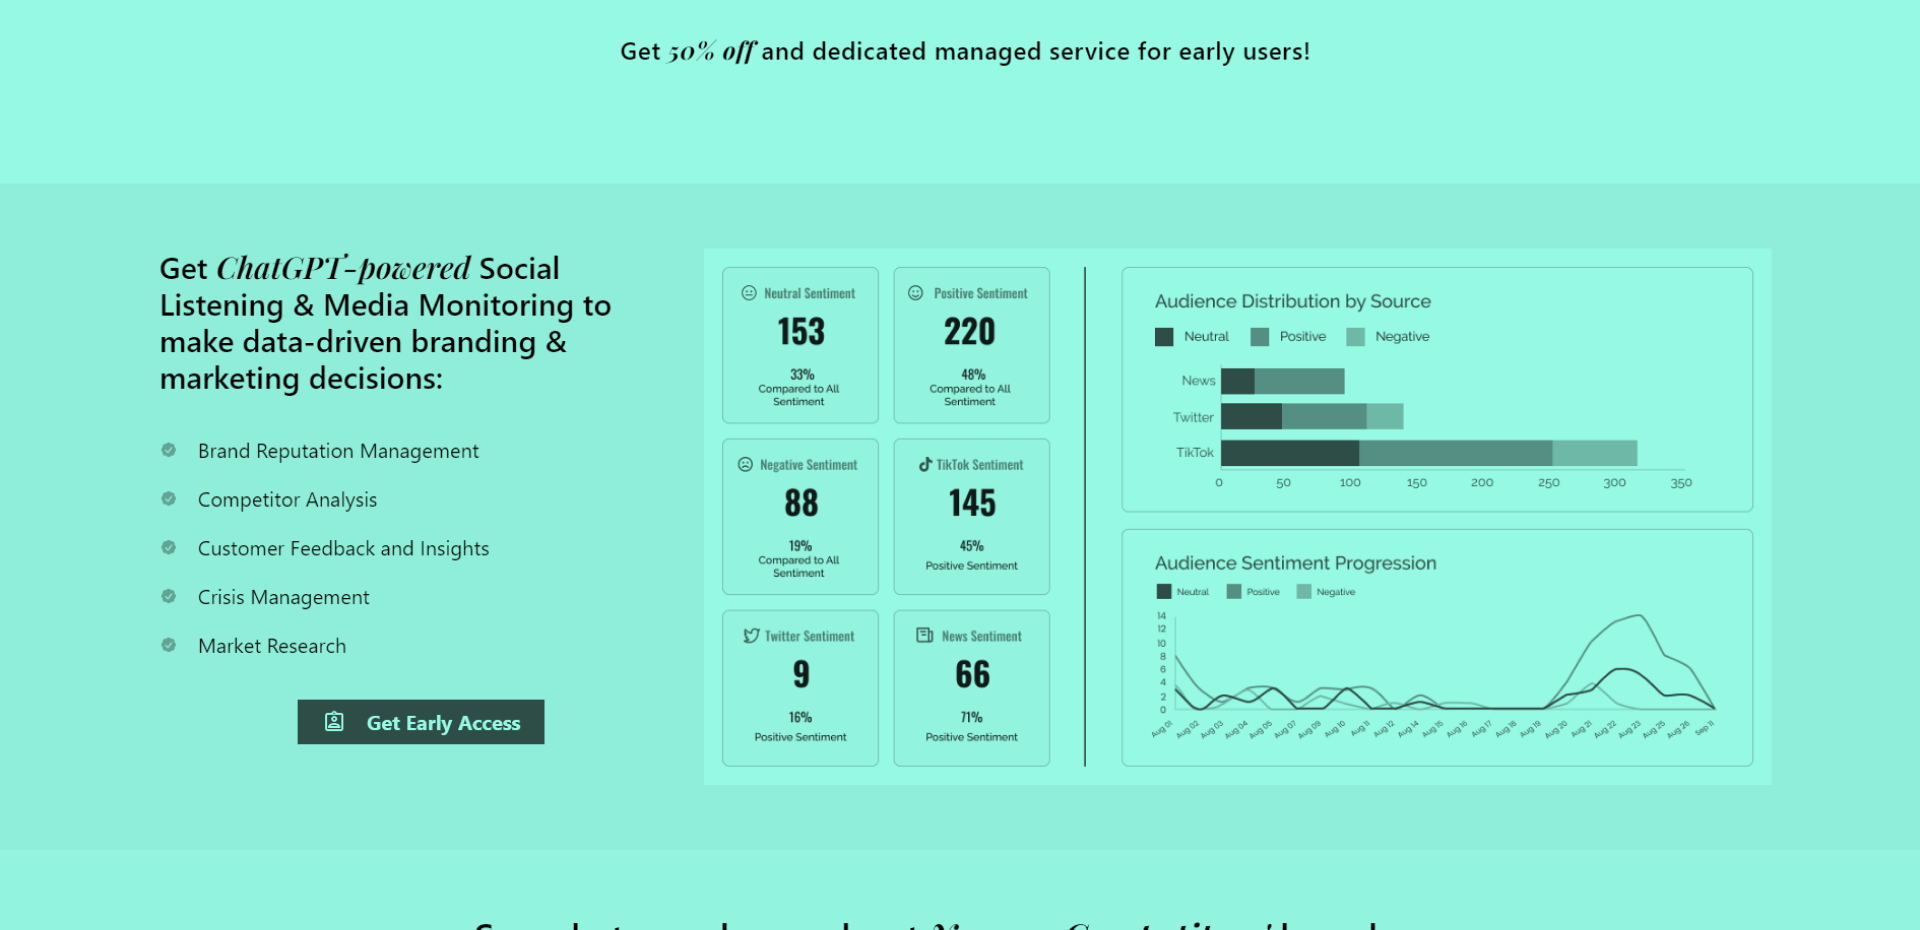 Get 50% off and dedicated managed service for early users!
Get ChatGPT-powered Social
Listening & Media Monitoring to
make data-driven branding &
marketing decisions:
Brand Reputation Management
Competitor Analysis
Customer Feedback and Insights
Crisis Management
Market Research
Get Early Access
Neutral Sentiment
153
33%
Compared to All
Sentiment
Positive Sentiment
220
48%
Compared to All
Sentiment
Negative Sentiment
88
19%
Compared to All
Sentiment
TikTok Sentiment
145
45%
Positive Sentiment
Twitter Sentiment
9
16%
Positive Sentiment
News Sentiment
66
71%
Positive Sentiment
Audience Distribution by Source
Neutral Positive Negative
News
Twitter
TikTok
0 50 100 150 200 250 300 350
Audience Sentiment Progression
Neutral Positive Negative
14
12
10
8
6
4
2
0
Aug 01 Aug 02 Aug 03 Aug 04 Aug 05 Aug 07 Aug 09 Aug 10 Aug 11 Aug 12 Aug 14 Aug 15 Aug 16 Aug 17 Aug 18 Aug 19 Aug 20 Aug 21 Aug 22 Aug 23 Aug 25 Aug 26 Sep 11